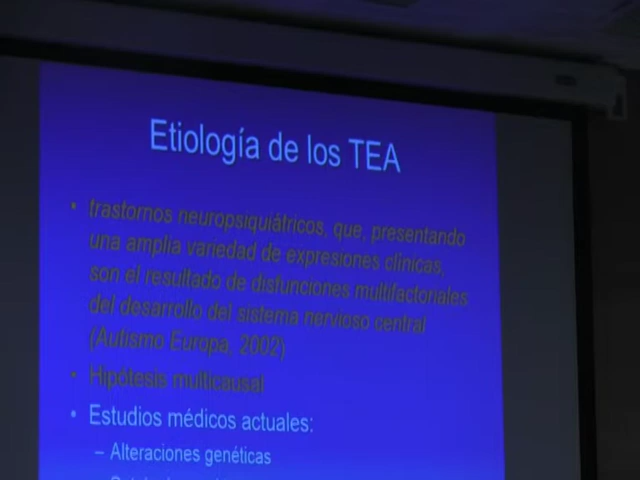 Etiología de los TEA
• trastornos neuropsiquiátricos, que, presentando
una amplia variedad de expresiones clínicas,
son el resultado de disfunciones multifactoriales
del desarrollo del sistema nervioso central
(Autismo Europa, 2002)
• Hipótesis multicausal
• Estudios médicos actuales:
– Alteraciones genéticas